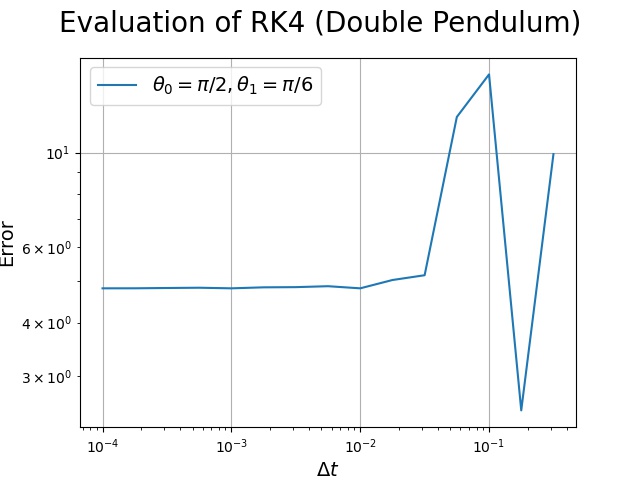 Evaluation of RK4 (Double Pendulum)
θ₀ = π/2, θ₁ = π/6
10¹
6 × 10⁰
4 × 10⁰
3 × 10⁰
Error
10⁻⁴
10⁻³
10⁻²
10⁻¹
Δt